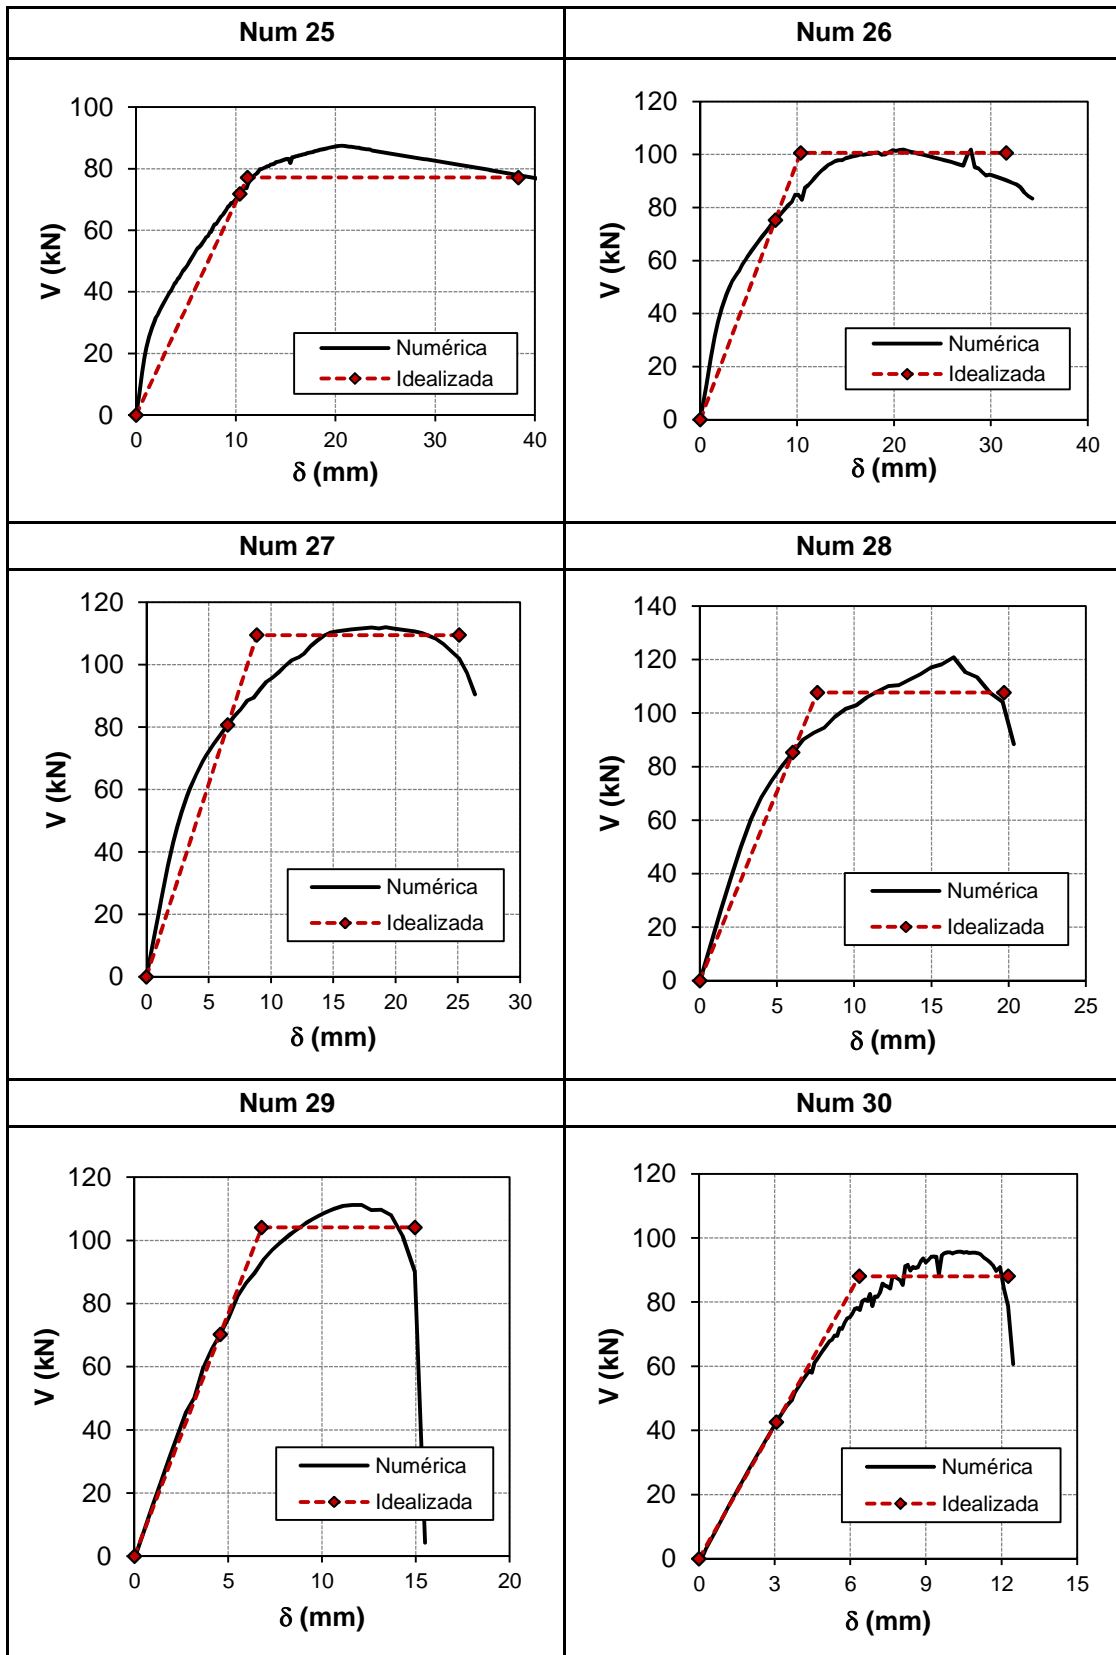 Num 25
Num 26
100
80
60
40
20
0
V (kN)
0 10 20 30 40
δ (mm)
Numérica
Idealizada
120
100
80
60
40
20
0
V (kN)
0 10 20 30 40
δ (mm)
Numérica
Idealizada
Num 27
Num 28
120
100
80
60
40
20
0
V (kN)
0 5 10 15 20 25 30
δ (mm)
Numérica
Idealizada
140
120
100
80
60
40
20
0
V (kN)
0 5 10 15 20 25
δ (mm)
Numérica
Idealizada
Num 29
Num 30
120
100
80
60
40
20
0
V (kN)
0 5 10 15 20
δ (mm)
Numérica
Idealizada
120
100
80
60
40
20
0
V (kN)
0 3 6 9 12 15
δ (mm)
Numérica
Idealizada